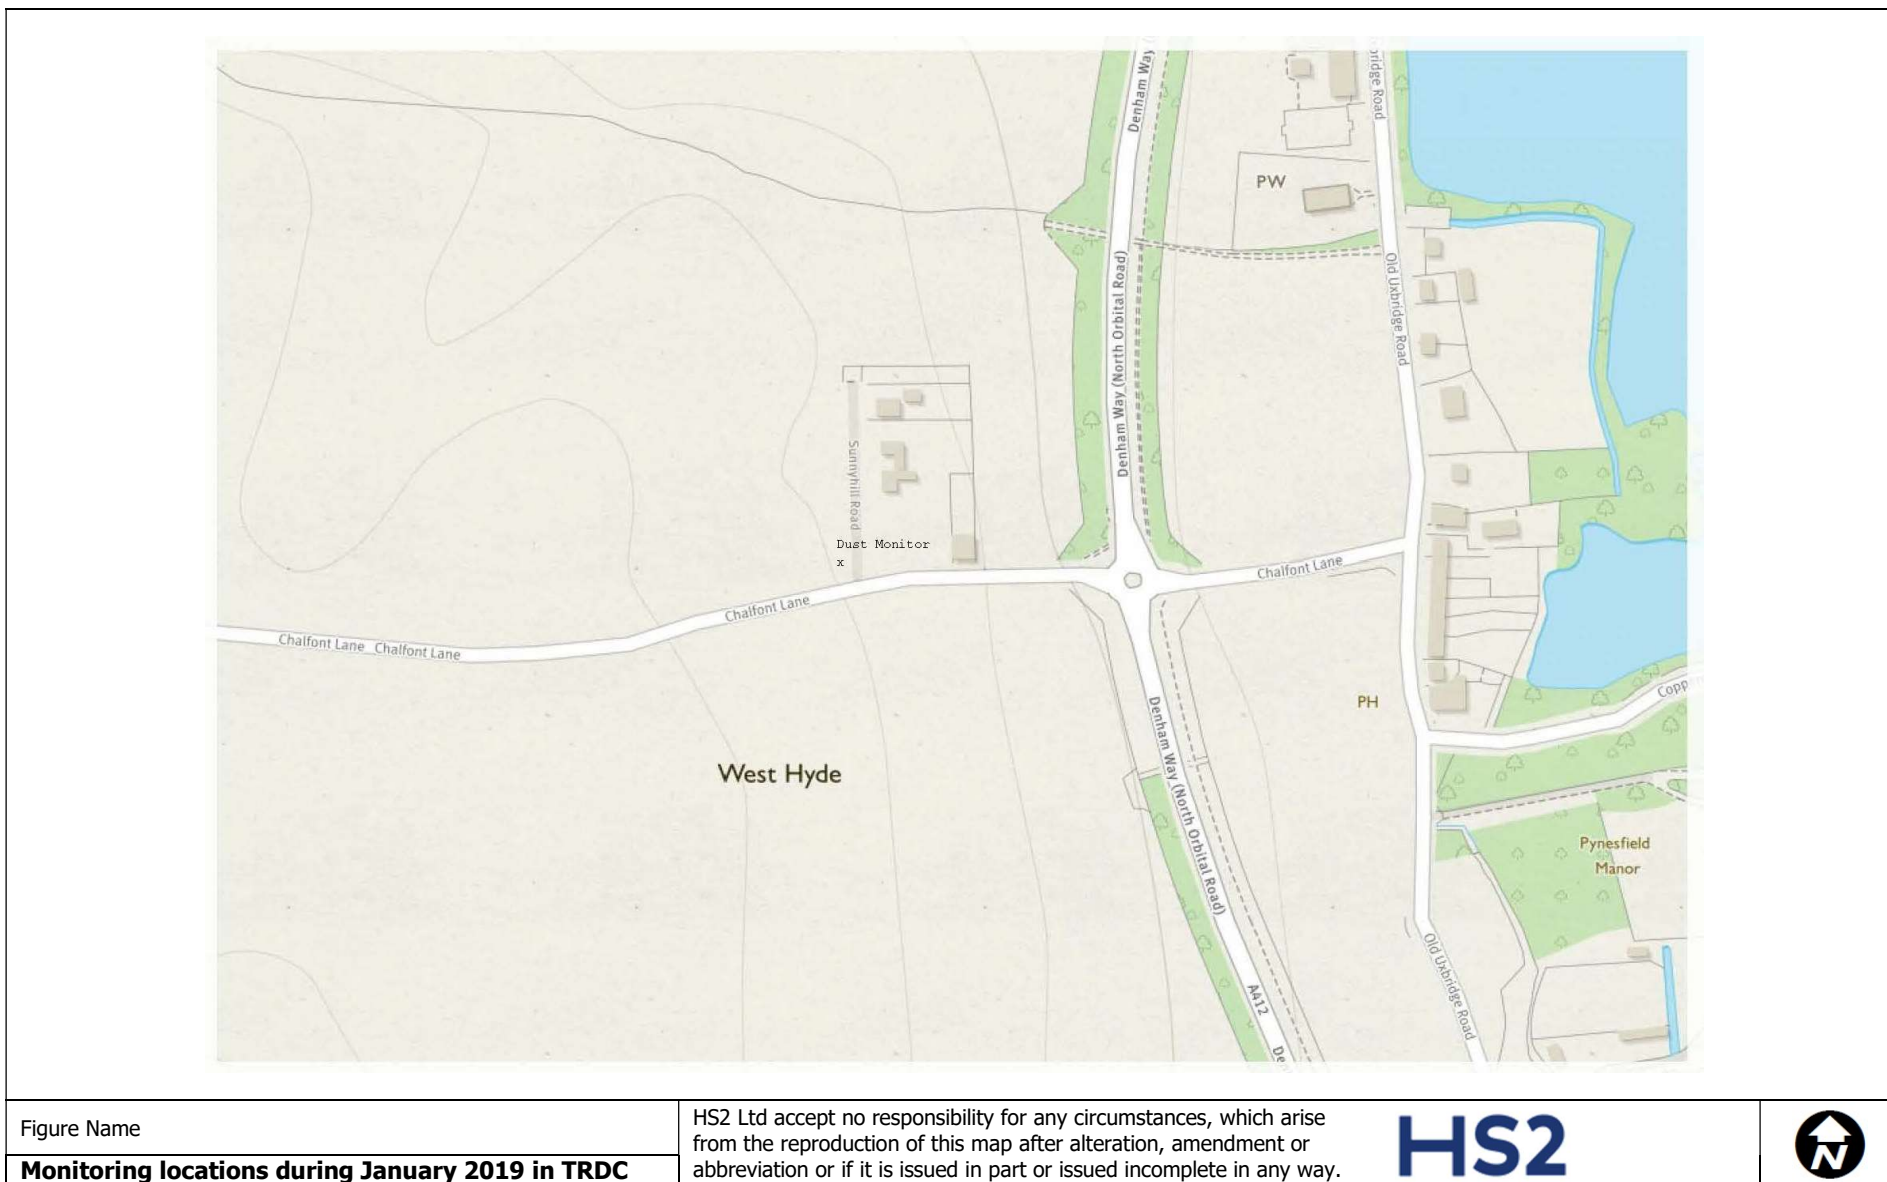 Denham Way
bridge Road
PW
Denham Way (North Orbital Road)
Old Uxbridge Road
Sunnyhill Road
Dust Monitor
x
Chalfont Lane
Chalfont Lane
Chalfont Lane Chalfont Lane
PH
Copp
Denham Way (North Orbital Road)
West Hyde
Pynesfield
Manor
Old Uxbridge Road
A412
De
Figure Name
Monitoring locations during January 2019 in TRDC
HS2 Ltd accept no responsibility for any circumstances, which arise
from the reproduction of this map after alteration, amendment or
abbreviation or if it is issued in part or issued incomplete in any way.
HS2
N